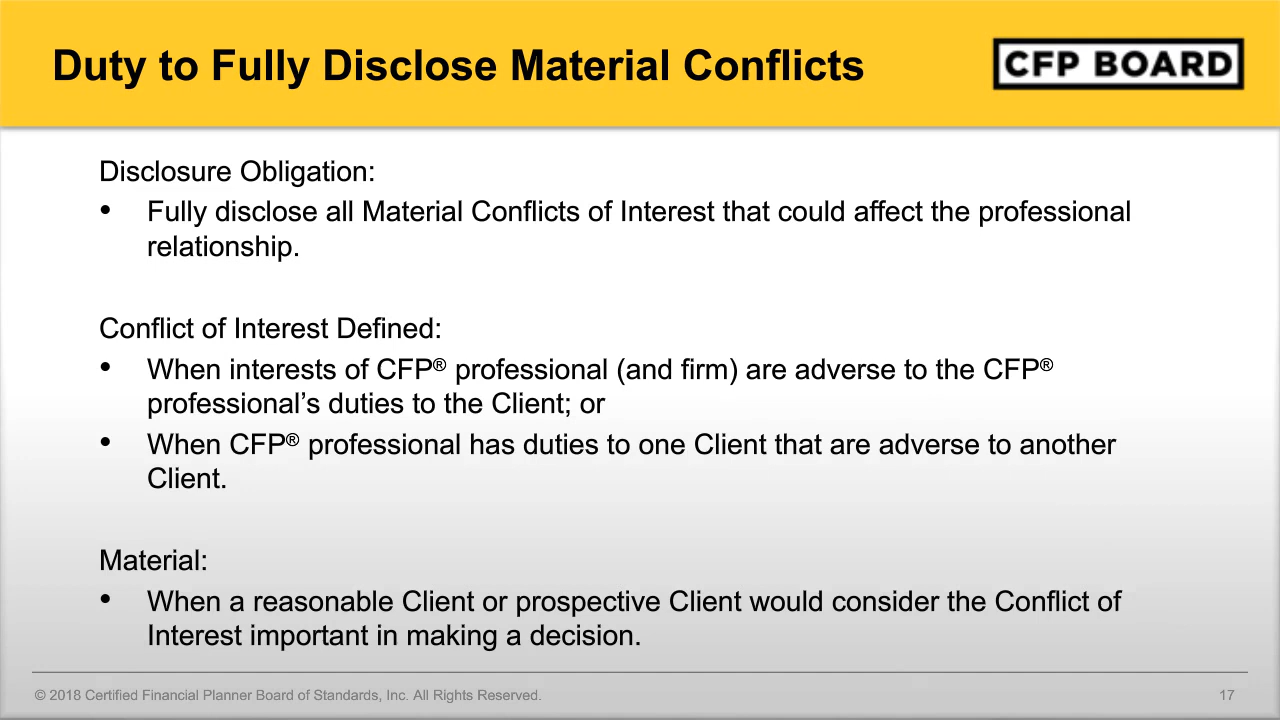 Duty to Fully Disclose Material Conflicts
CFP BOARD
Disclosure Obligation:
• Fully disclose all Material Conflicts of Interest that could affect the professional
relationship.
Conflict of Interest Defined:
• When interests of CFP® professional (and firm) are adverse to the CFP®
professional’s duties to the Client; or
• When CFP® professional has duties to one Client that are adverse to another
Client.
Material:
• When a reasonable Client or prospective Client would consider the Conflict of
Interest important in making a decision.
© 2018 Certified Financial Planner Board of Standards, Inc. All Rights Reserved.
17